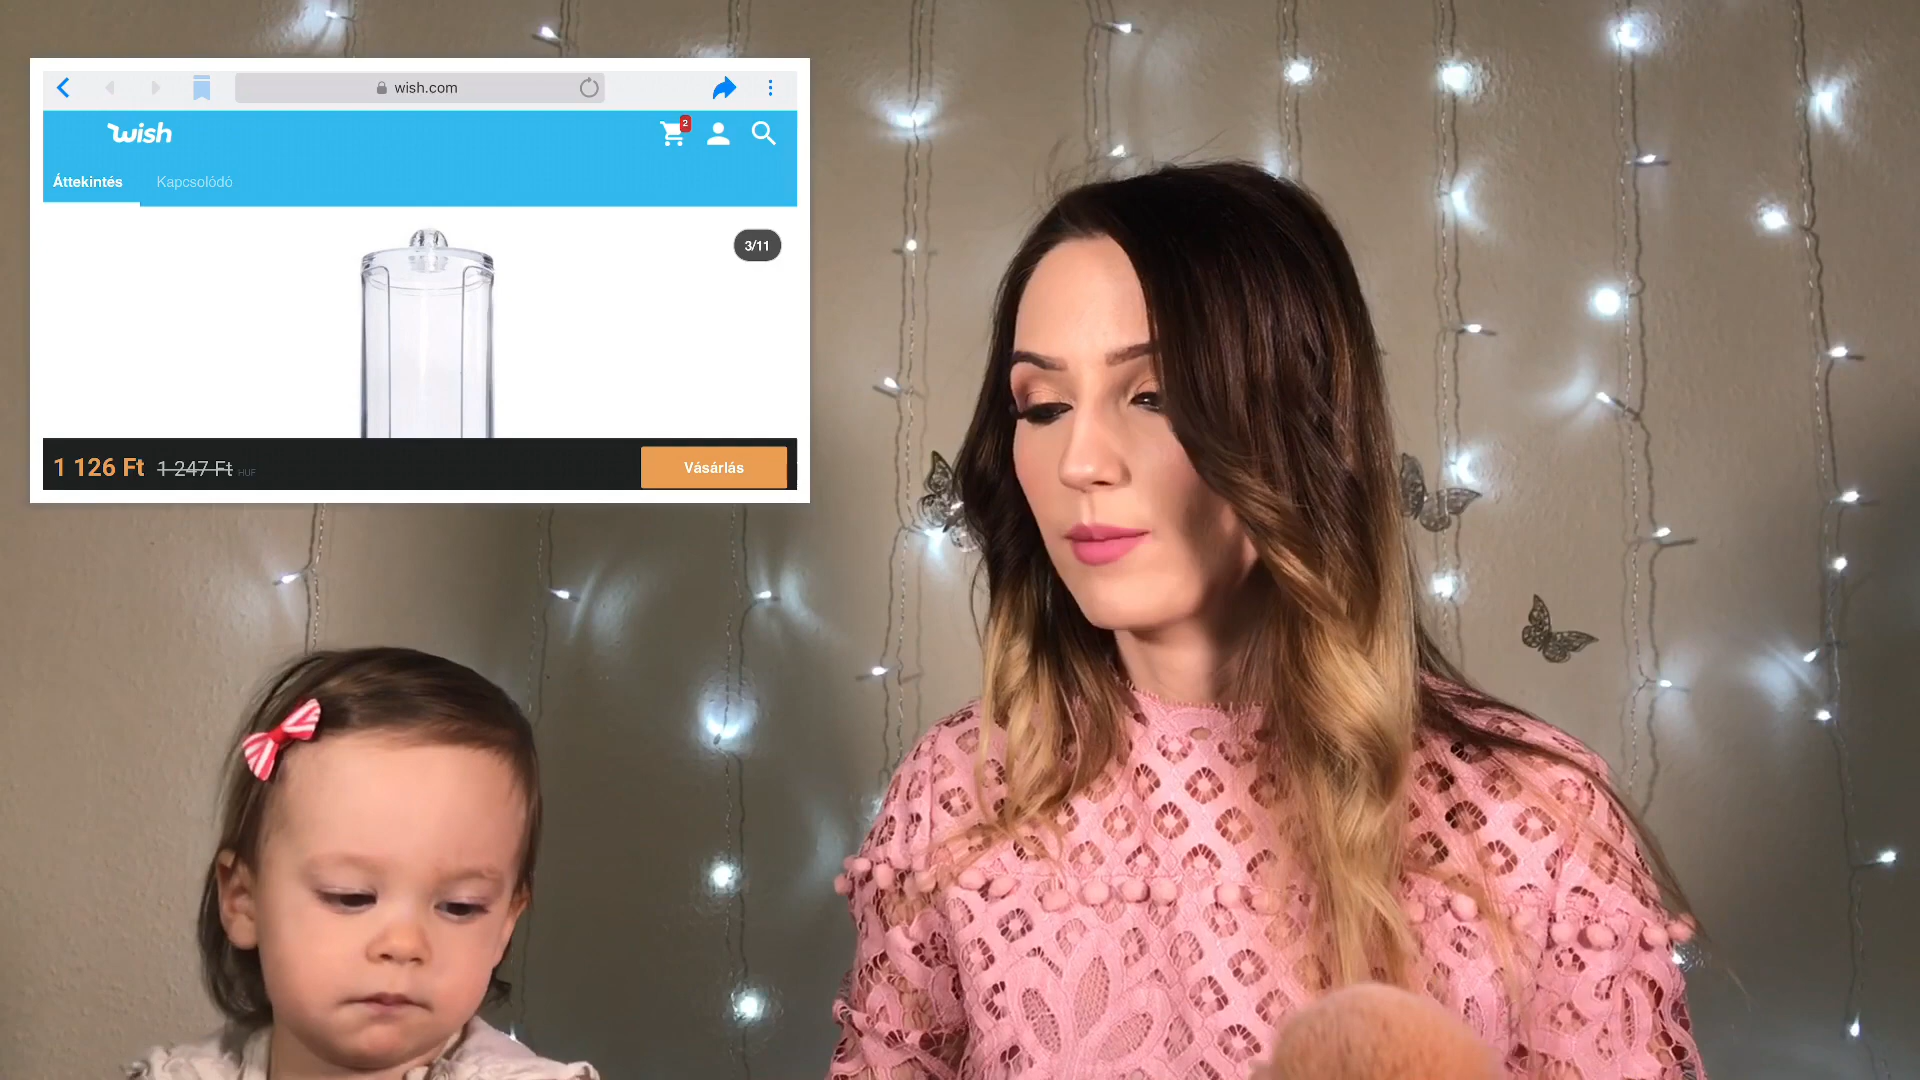 wish.com
wish
2
Áttekintés Kapcsolódó
3/11
1 126 Ft 1 247 Ft HUF Vásárlás